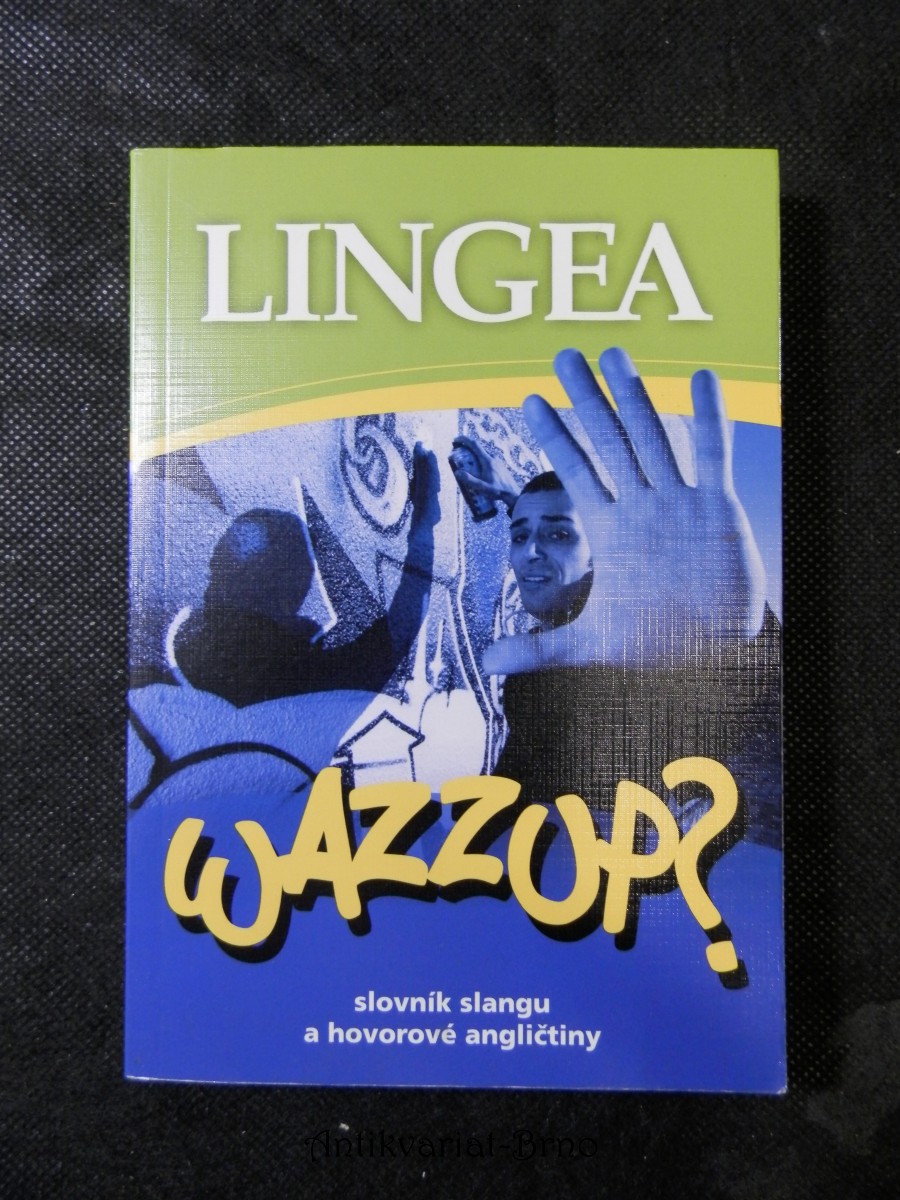 LINGEA
WAZZUP?
slovník slangu
a hovorové angličtiny
Antikvariat-Brno